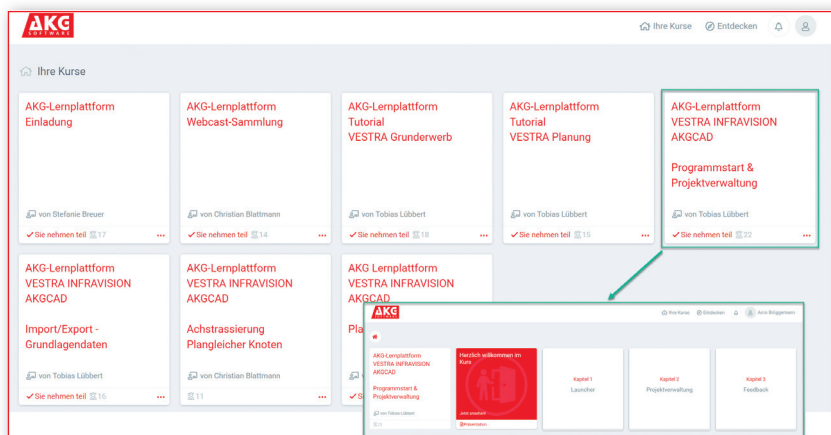 AKG
SOFTWARE
Ihre Kurse
Entdecken
Ihre Kurse
AKG-Lernplattform
Einladung
von Stefanie Breuer
Sie nehmen teil 17
AKG-Lernplattform
Webcast-Sammlung
von Christian Blattmann
Sie nehmen teil 14
AKG-Lernplattform
Tutorial
VESTRA Grunderwerb
von Tobias Lübbert
Sie nehmen teil 18
AKG-Lernplattform
Tutorial
VESTRA Planung
von Tobias Lübbert
Sie nehmen teil 15
AKG-Lernplattform
VESTRA INFRAVISION
AKGCAD
Programmstart &
Projektverwaltung
von Tobias Lübbert
Sie nehmen teil 22
AKG-Lernplattform
VESTRA INFRAVISION
AKGCAD
Import/Export -
Grundlagendaten
von Tobias Lübbert
Sie nehmen teil 16
AKG-Lernplattform
VESTRA INFRAVISION
AKGCAD
Achstrassierung
Plangleicher Knoten
von Christian Blattmann
11
AKG Lernplattform
VESTRA INFRAVISION
AKGCAD
AKG
Ihre Kurse
Entdecken
Arno Brüggemann
AKG-Lernplattform
VESTRA INFRAVISION
AKGCAD
Programmstart &
Projektverwaltung
von Tobias Lübbert
Herzlich willkommen im
Kurs
Jetzt ansehen!
Präsentation
Kapitel 1
Launcher
Kapitel 2
Projektverwaltung
Kapitel 3
Feedback